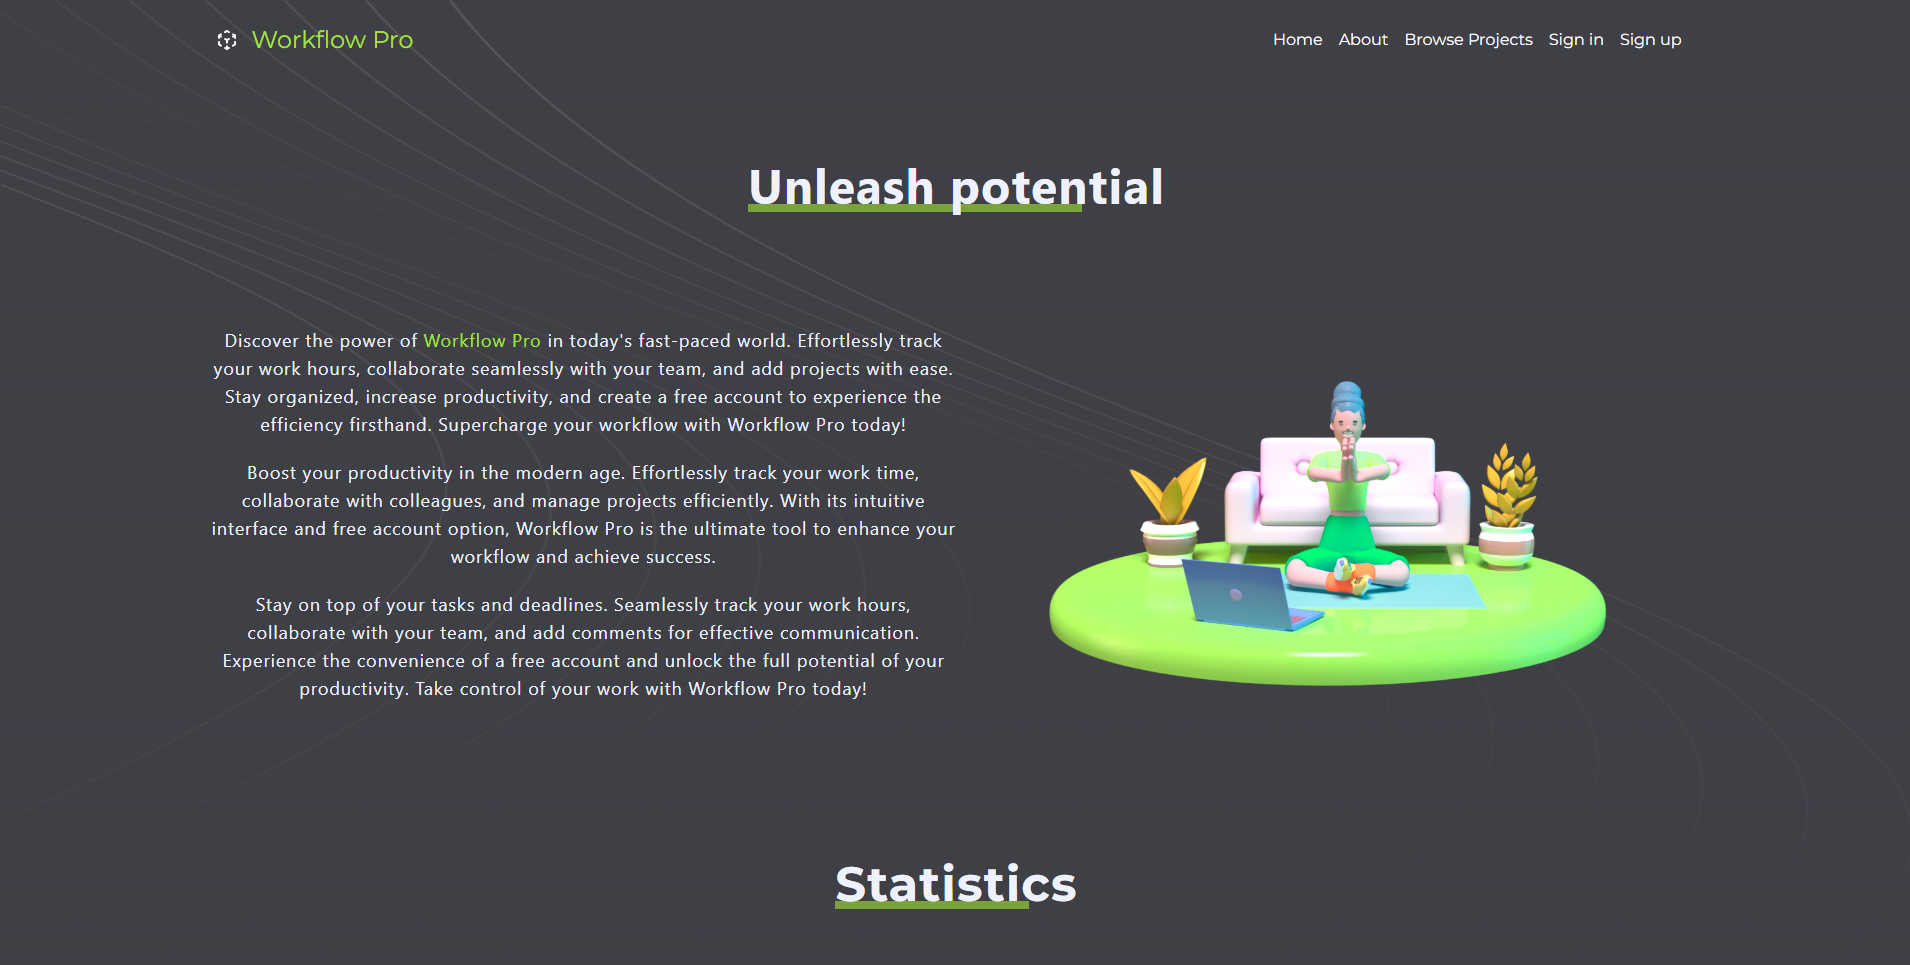 Workflow Pro
Home About Browse Projects Sign in Sign up
Unleash potential
Discover the power of Workflow Pro in today's fast-paced world. Effortlessly track
your work hours, collaborate seamlessly with your team, and add projects with ease.
Stay organized, increase productivity, and create a free account to experience the
efficiency firsthand. Supercharge your workflow with Workflow Pro today!
Boost your productivity in the modern age. Effortlessly track your work time,
collaborate with colleagues, and manage projects efficiently. With its intuitive
interface and free account option, Workflow Pro is the ultimate tool to enhance your
workflow and achieve success.
Stay on top of your tasks and deadlines. Seamlessly track your work hours,
collaborate with your team, and add comments for effective communication.
Experience the convenience of a free account and unlock the full potential of your
productivity. Take control of your work with Workflow Pro today!
Statistics